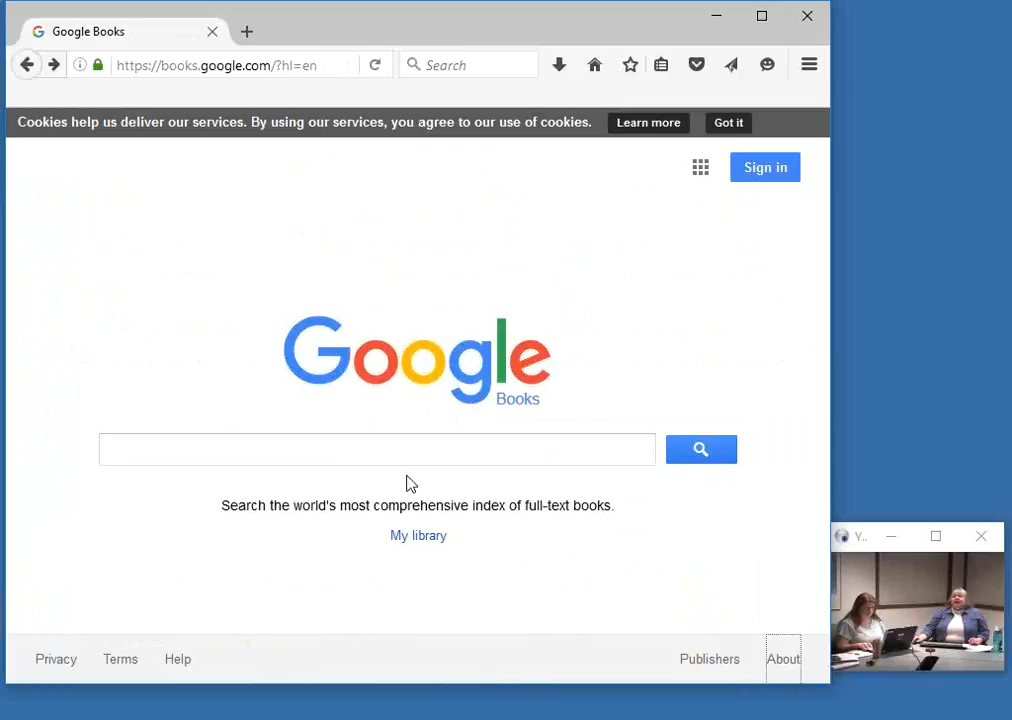 Google Books
https://books.google.com/?hl=en
Search
Cookies help us deliver our services. By using our services, you agree to our use of cookies. Learn more Got it
Sign in
Google
Books
Search the world's most comprehensive index of full-text books.
My library
Y..
Privacy Terms Help Publishers About